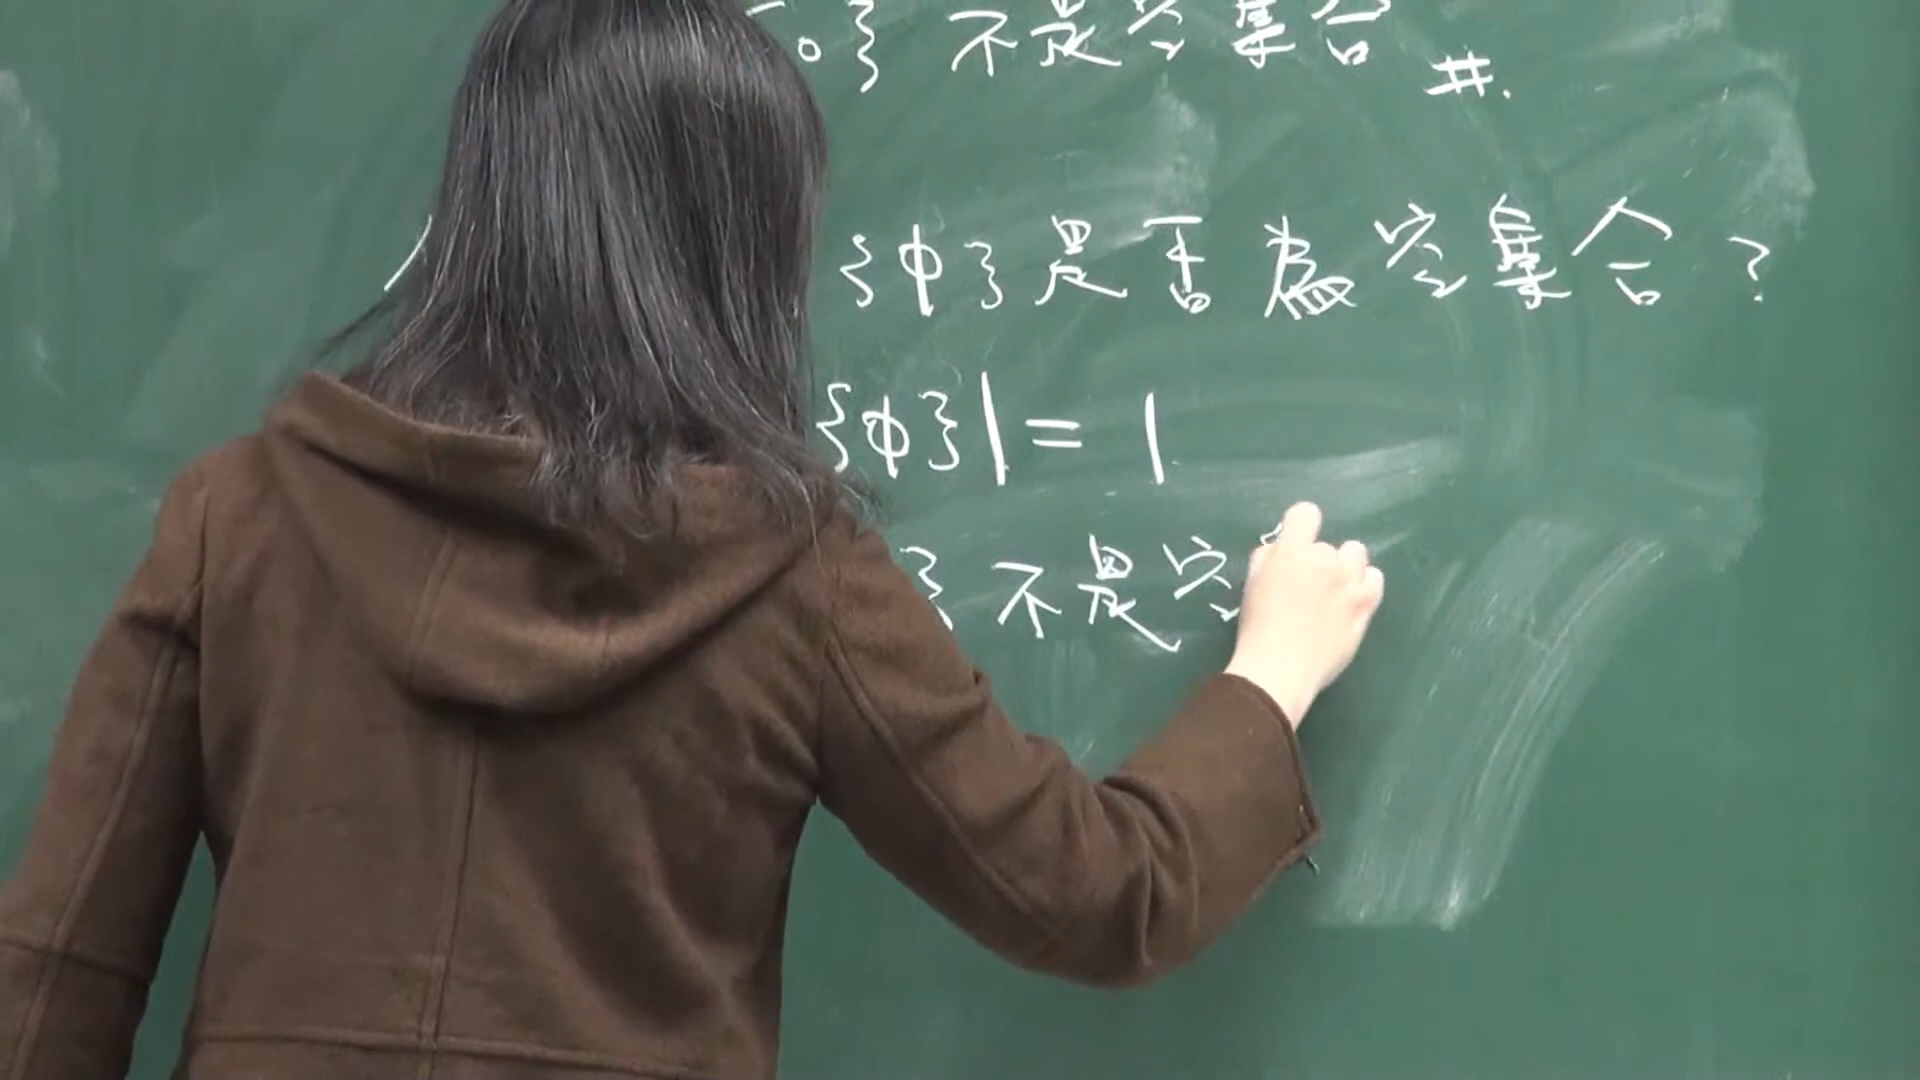 0} 不是空集合 #.
{ϕ}是否為空集合?
{ϕ}|=1
} 不是空